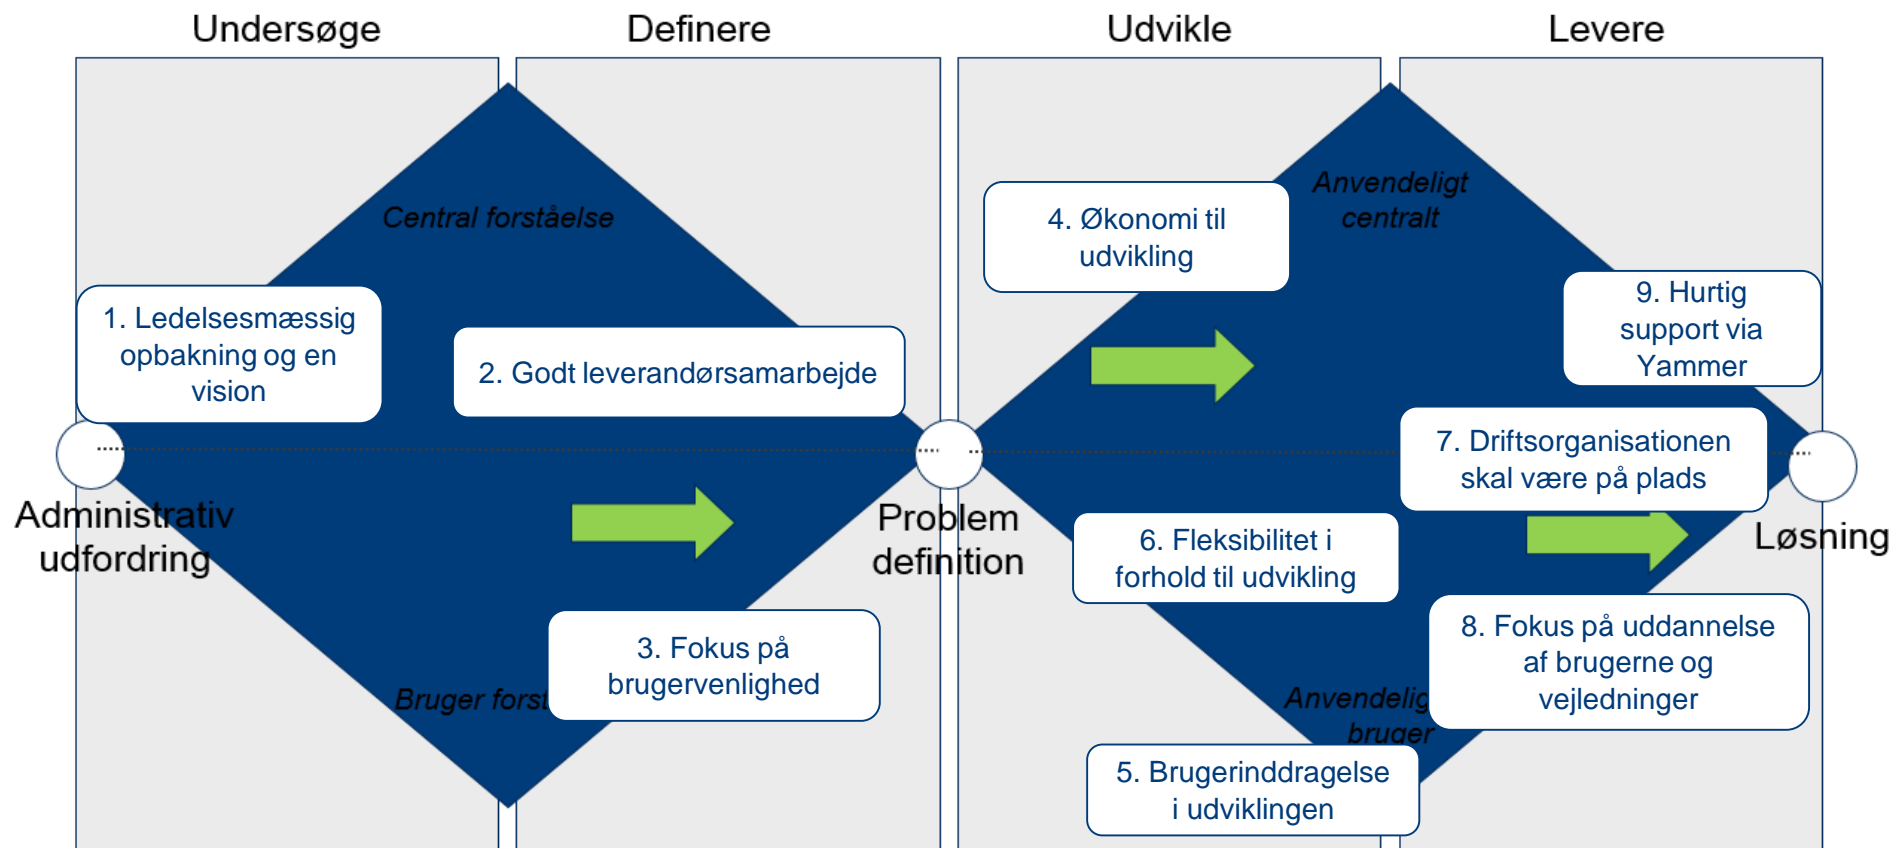 Undersøge
Definere
Udvikle
Levere
Central forståelse
1. Ledelsesmæssig
opbakning og en
vision
2. Godt leverandørsamarbejde
Administrativ
udfordring
Problem
definition
3. Fokus på
brugervenlighed
Bruger
Anvendeligt
centralt
4. Økonomi til
udvikling
9. Hurtig
support via
Yammer
7. Driftsorganisationen
skal være på plads
Løsning
6. Fleksibilitet i
forhold til udvikling
8. Fokus på uddannelse
af brugerne og
vejledninger
bruger
5. Brugerinddragelse
i udviklingen